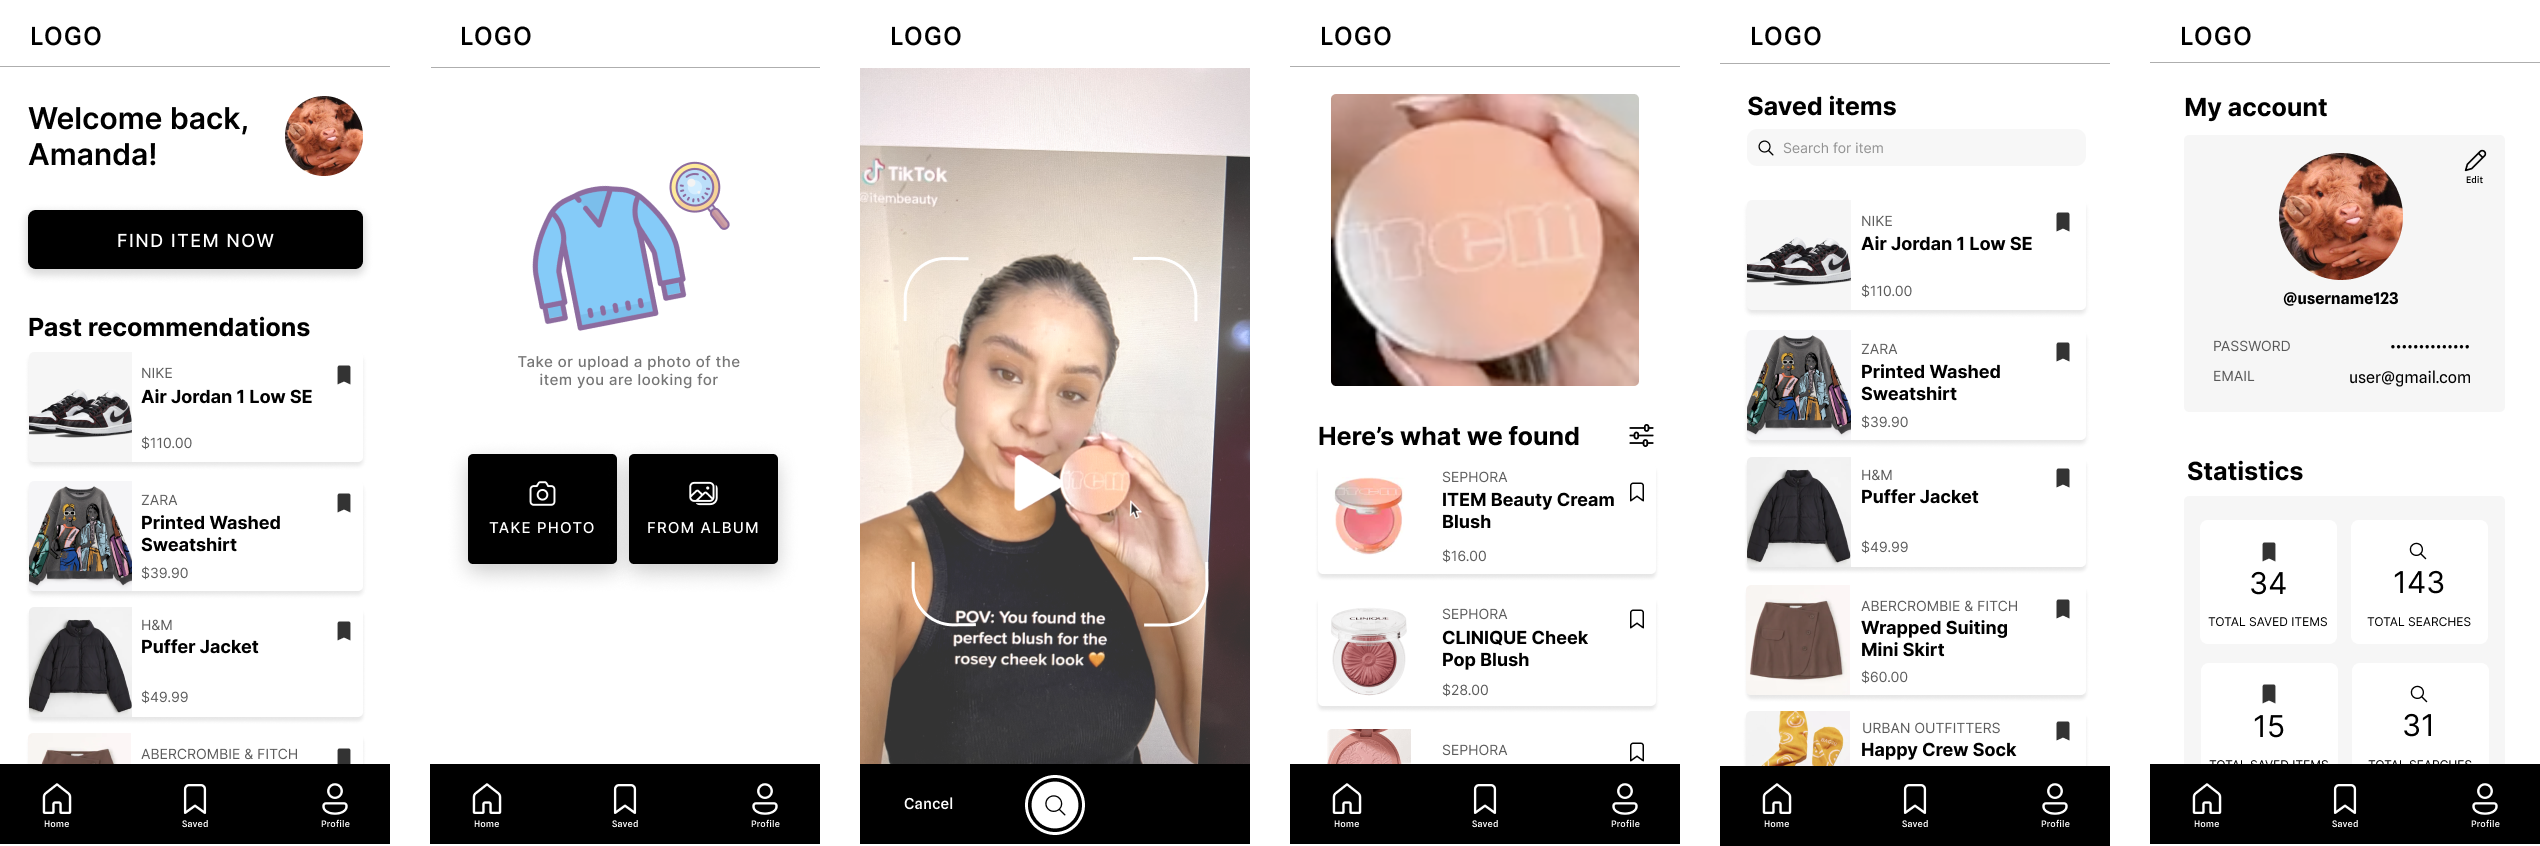 LOGO
Welcome back,
Amanda!
FIND ITEM NOW
Past recommendations
NIKE
Air Jordan 1 Low SE
$110.00
ZARA
Printed Washed
Sweatshirt
$39.90
H&M
Puffer Jacket
$49.99
ABERCROMBIE & FITCH
Home
Saved
Profile
LOGO
Take or upload a photo of the
item you are looking for
TAKE PHOTO
FROM ALBUM
Home
Saved
Profile
LOGO
TikTok
@itembeauty
item
POV: You found the
perfect blush for the
rosey cheek look 🧡
Cancel
LOGO
item
Here's what we found
SEPHORA
ITEM Beauty Cream
Blush
$16.00
CLINIQUE
SEPHORA
CLINIQUE Cheek
Pop Blush
$28.00
SEPHORA
Home
Saved
Profile
LOGO
Saved items
Search for item
NIKE
Air Jordan 1 Low SE
$110.00
ZARA
Printed Washed
Sweatshirt
$39.90
H&M
Puffer Jacket
$49.99
ABERCROMBIE & FITCH
Wrapped Suiting
Mini Skirt
$60.00
URBAN OUTFITTERS
Happy Crew Sock
Home
Saved
Profile
LOGO
My account
Edit
@username123
PASSWORD ••••••••••••••
EMAIL user@gmail.com
Statistics
34
TOTAL SAVED ITEMS
143
TOTAL SEARCHES
15
TOTAL SAVED ITEMS
31
TOTAL SEARCHES
Home
Saved
Profile